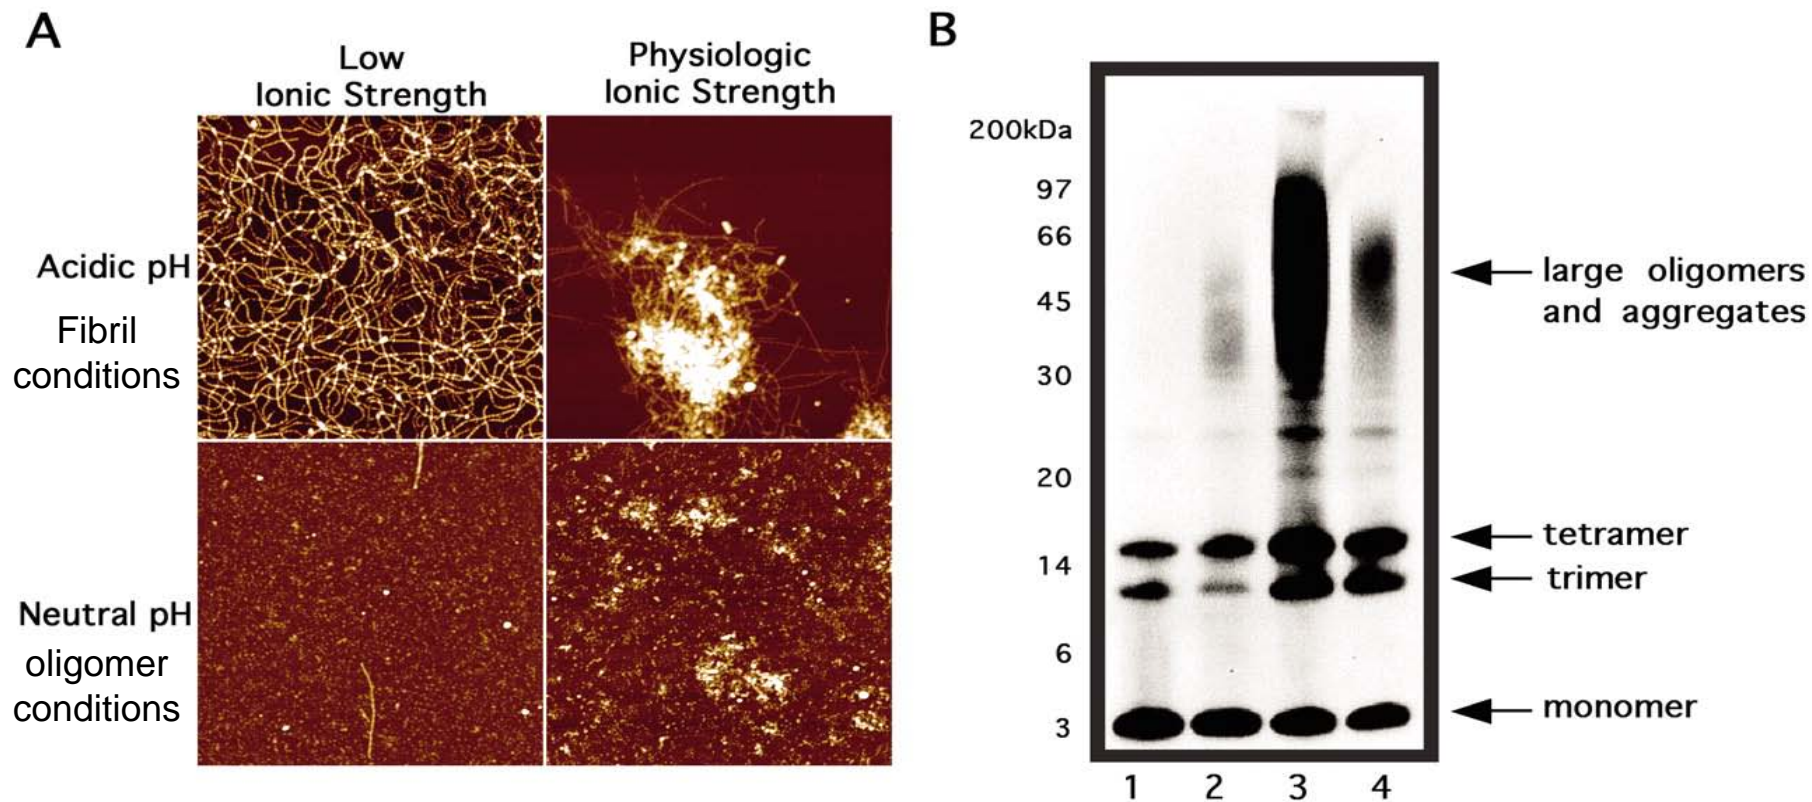 A
Low
Ionic Strength
Physiologic
Ionic Strength
Acidic pH
Fibril
conditions
Neutral pH
oligomer
conditions
B
200kDa
97
66
45
30
20
14
6
3
large oligomers
and aggregates
tetramer
trimer
monomer
1 2 3 4